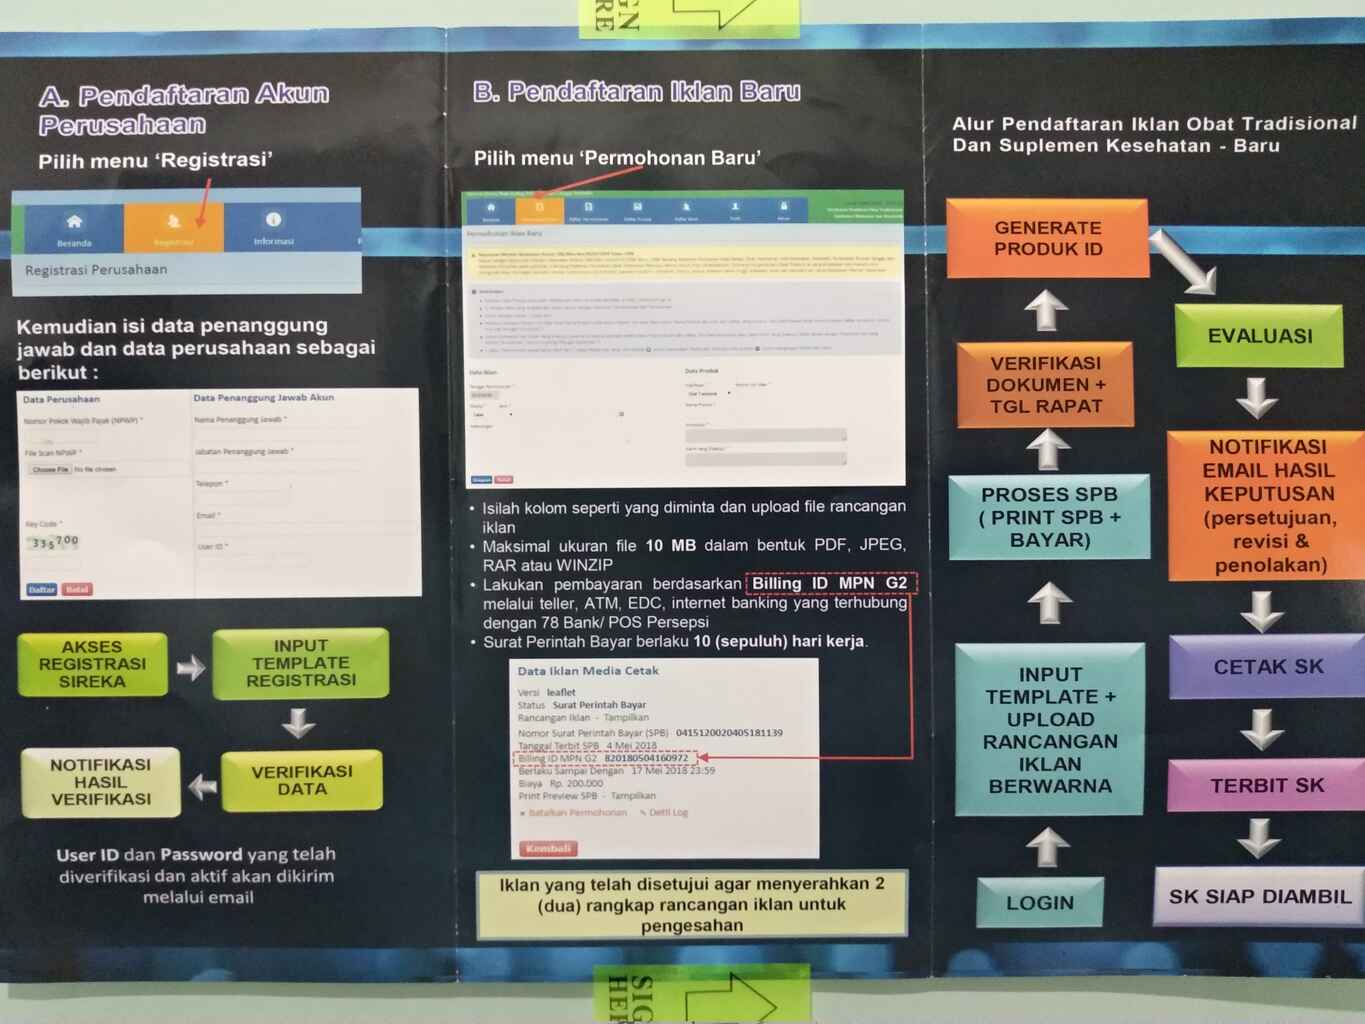 SIGN
HERE
A. Pendaftaran Akun
Perusahaan
Pilih menu ‘Registrasi’
Beranda
Registrasi
Informasi
Registrasi Perusahaan
Kemudian isi data penanggung
jawab dan data perusahaan sebagai
berikut :
Data Perusahaan
Nomor Pokok Wajib Pajak (NPWP) *
File Scan NPWP *
Choose File No file chosen
Key Code *
335700
Daftar Batal
Data Penanggung Jawab Akun
Nama Penanggung Jawab *
Jabatan Penanggung Jawab *
Telepon *
Email *
User ID *
AKSES
REGISTRASI
SIREKA
INPUT
TEMPLATE
REGISTRASI
VERIFIKASI
DATA
NOTIFIKASI
HASIL
VERIFIKASI
User ID dan Password yang telah
diverifikasi dan aktif akan dikirim
melalui email
B. Pendaftaran Iklan Baru
Pilih menu ‘Permohonan Baru’
Permohonan Iklan Baru
Data Iklan
Data Produk
• Isilah kolom seperti yang diminta dan upload file rancangan
iklan
• Maksimal ukuran file 10 MB dalam bentuk PDF, JPEG,
RAR atau WINZIP
• Lakukan pembayaran berdasarkan Billing ID MPN G2
melalui teller, ATM, EDC, internet banking yang terhubung
dengan 78 Bank/ POS Persepsi
• Surat Perintah Bayar berlaku 10 (sepuluh) hari kerja.
Data Iklan Media Cetak
Versi leaflet
Status Surat Perintah Bayar
Rancangan Iklan - Tampilkan
Nomor Surat Perintah Bayar (SPB) 0415120020405181139
Tanggal Terbit SPB 4 Mei 2018
Billing ID MPN G2 820180504160972
Berlaku Sampai Dengan 17 Mei 2018 23:59
Biaya Rp. 200.000
Print Preview SPB - Tampilkan
Batalkan Permohonan Detil Log
Kembali
Iklan yang telah disetujui agar menyerahkan 2
(dua) rangkap rancangan iklan untuk
pengesahan
Alur Pendaftaran Iklan Obat Tradisional
Dan Suplemen Kesehatan - Baru
GENERATE
PRODUK ID
VERIFIKASI
DOKUMEN +
TGL RAPAT
PROSES SPB
( PRINT SPB +
BAYAR)
INPUT
TEMPLATE +
UPLOAD
RANCANGAN
IKLAN
BERWARNA
LOGIN
EVALUASI
NOTIFIKASI
EMAIL HASIL
KEPUTUSAN
(persetujuan,
revisi &
penolakan)
CETAK SK
TERBIT SK
SK SIAP DIAMBIL
SIGN
HERE